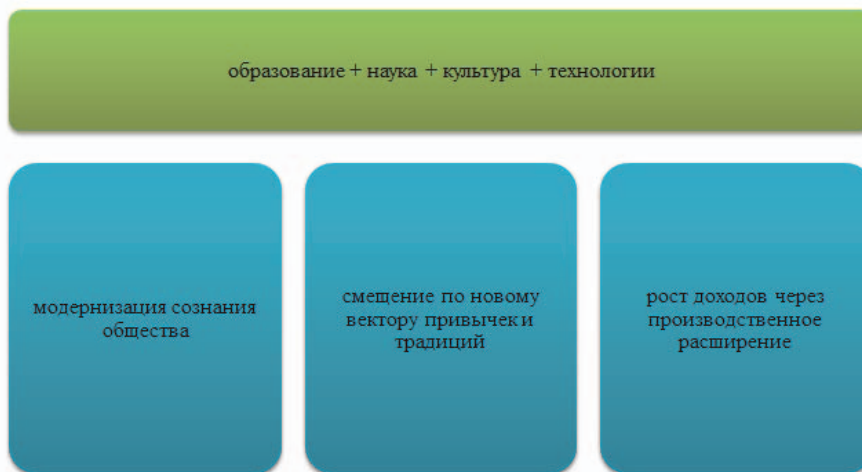 образование + наука + культура + технологии
модернизация сознания
общества
смещение по новому
вектору привычек и
традиций
рост доходов через
производственное
расширение